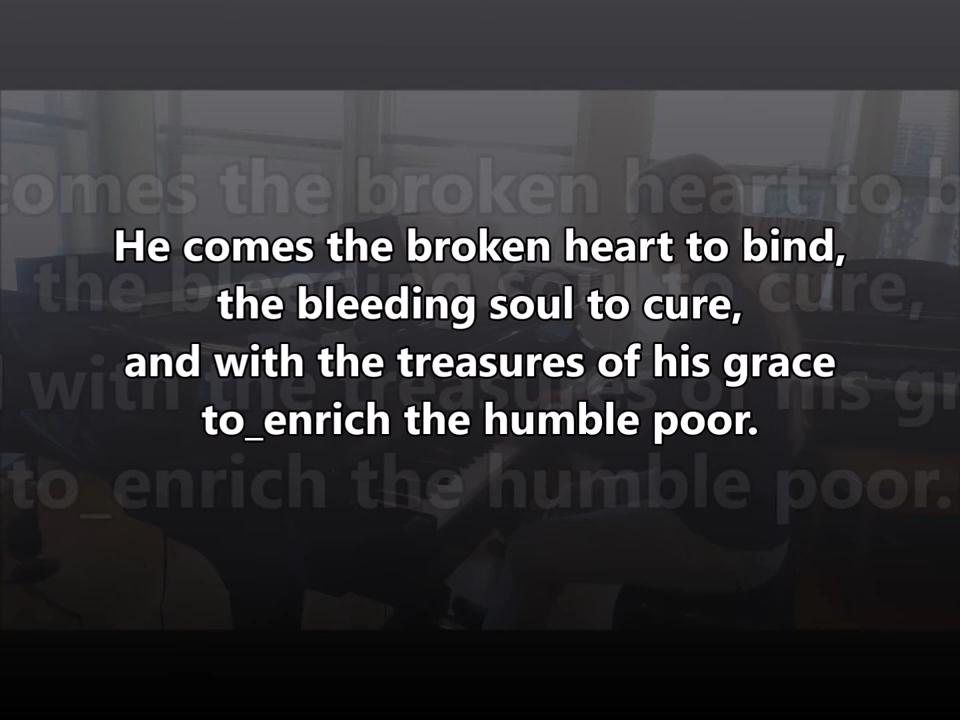 He comes the broken heart to bind,
the bleeding soul to cure,
and with the treasures of his grace
to_enrich the humble poor.